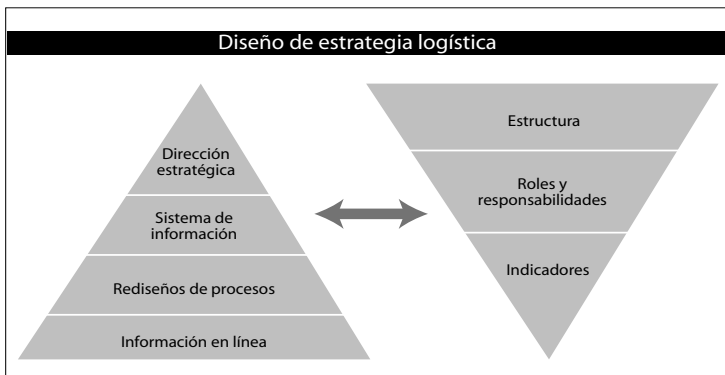 Diseño de estrategia logística
Dirección
estratégica
Sistema de
información
Rediseños de procesos
Información en línea
Estructura
Roles y
responsabilidades
Indicadores